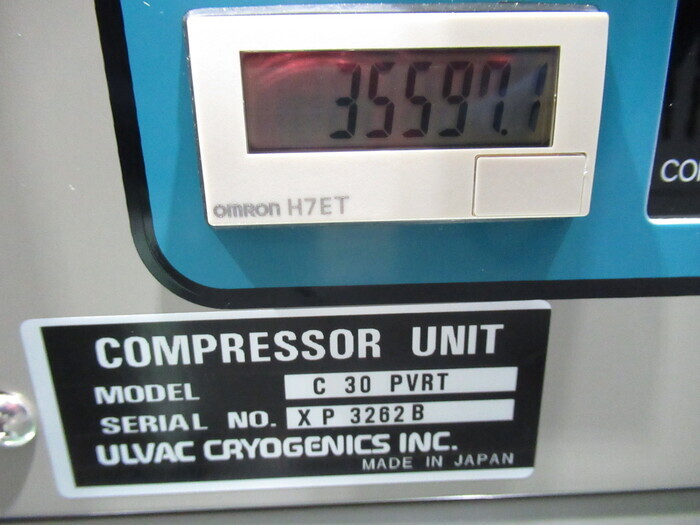 35597.1
omron H7ET
COMPRESSOR UNIT
MODEL C 30 PVRT
SERIAL NO. XP 3262B
ULVAC CRYOGENICS INC.
MADE IN JAPAN